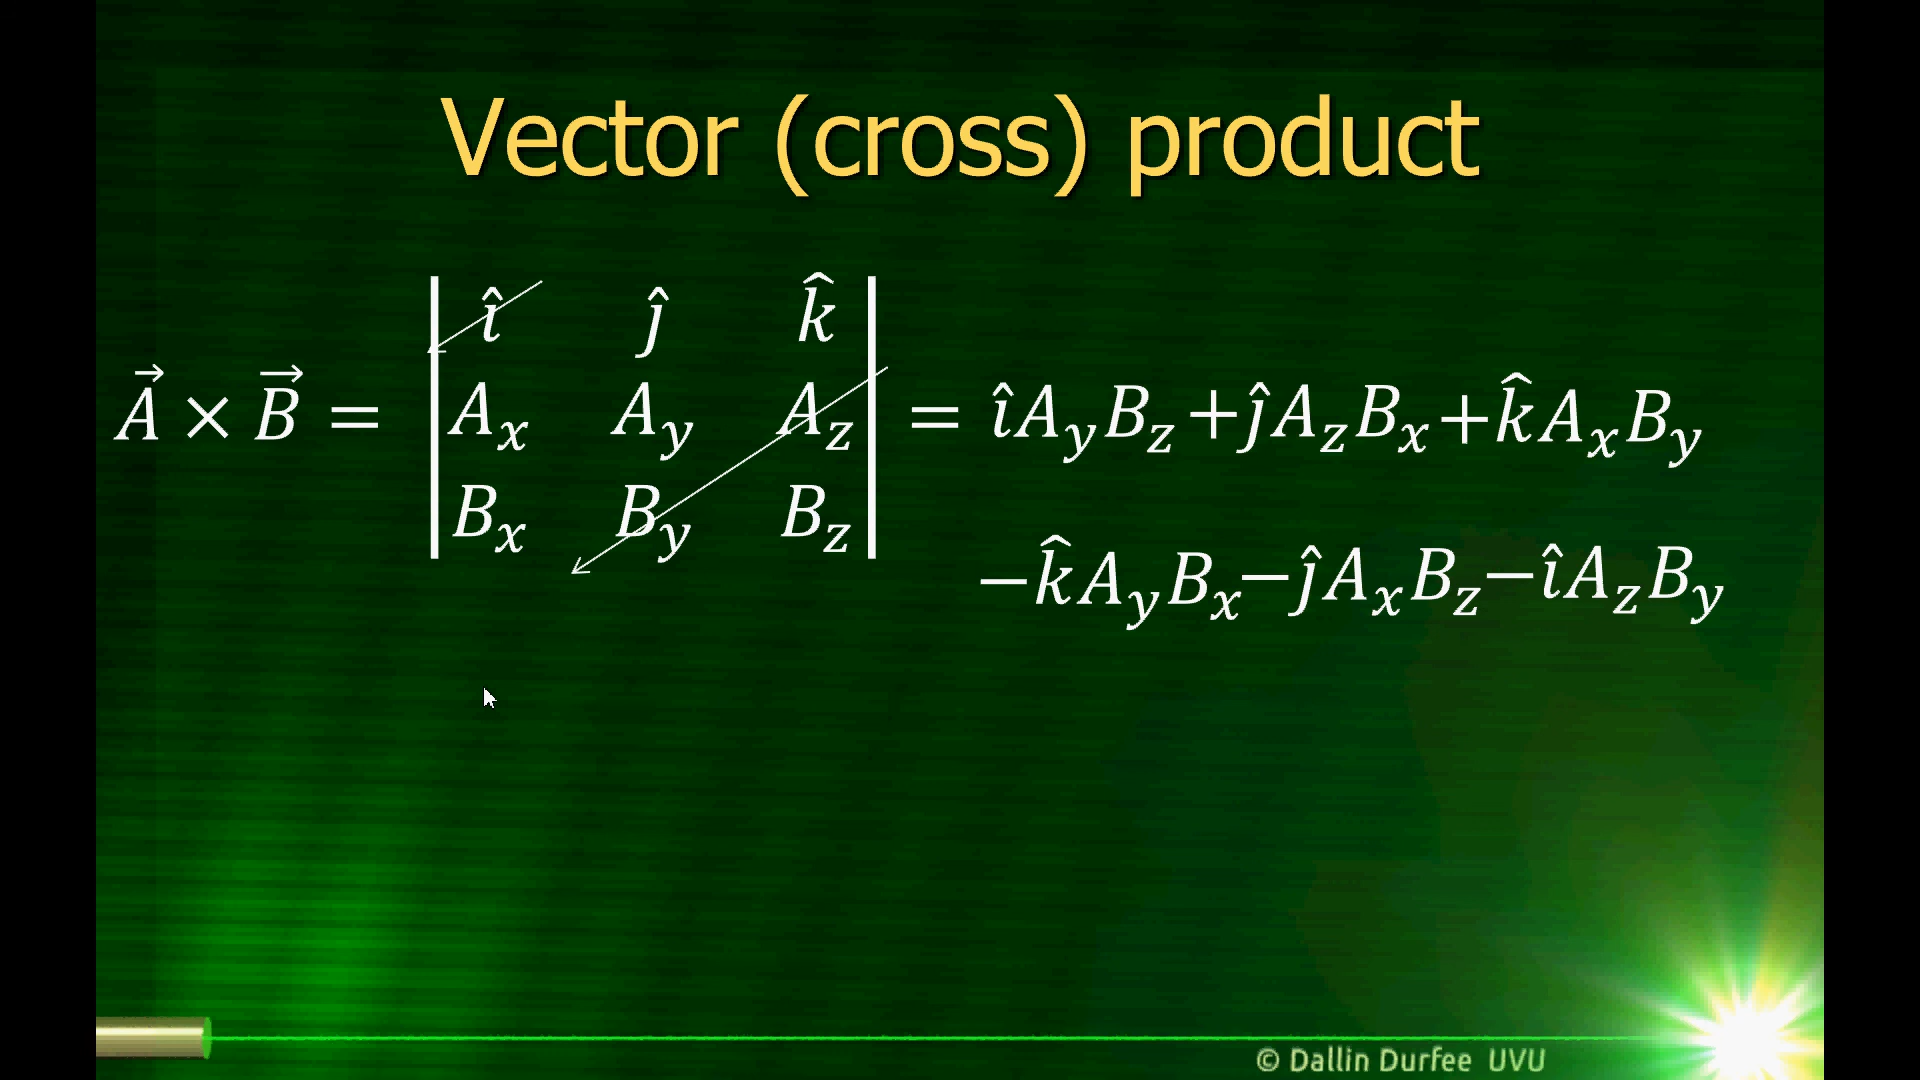 Vector (cross) product
î ĵ k̂
A⃗ × B⃗ = | A_x A_y A_z | = îA_yB_z+ĵA_zB_x+k̂A_xB_y
B_x B_y B_z
−k̂A_yB_x−ĵA_xB_z−îA_zB_y
© Dallin Durfee UVU